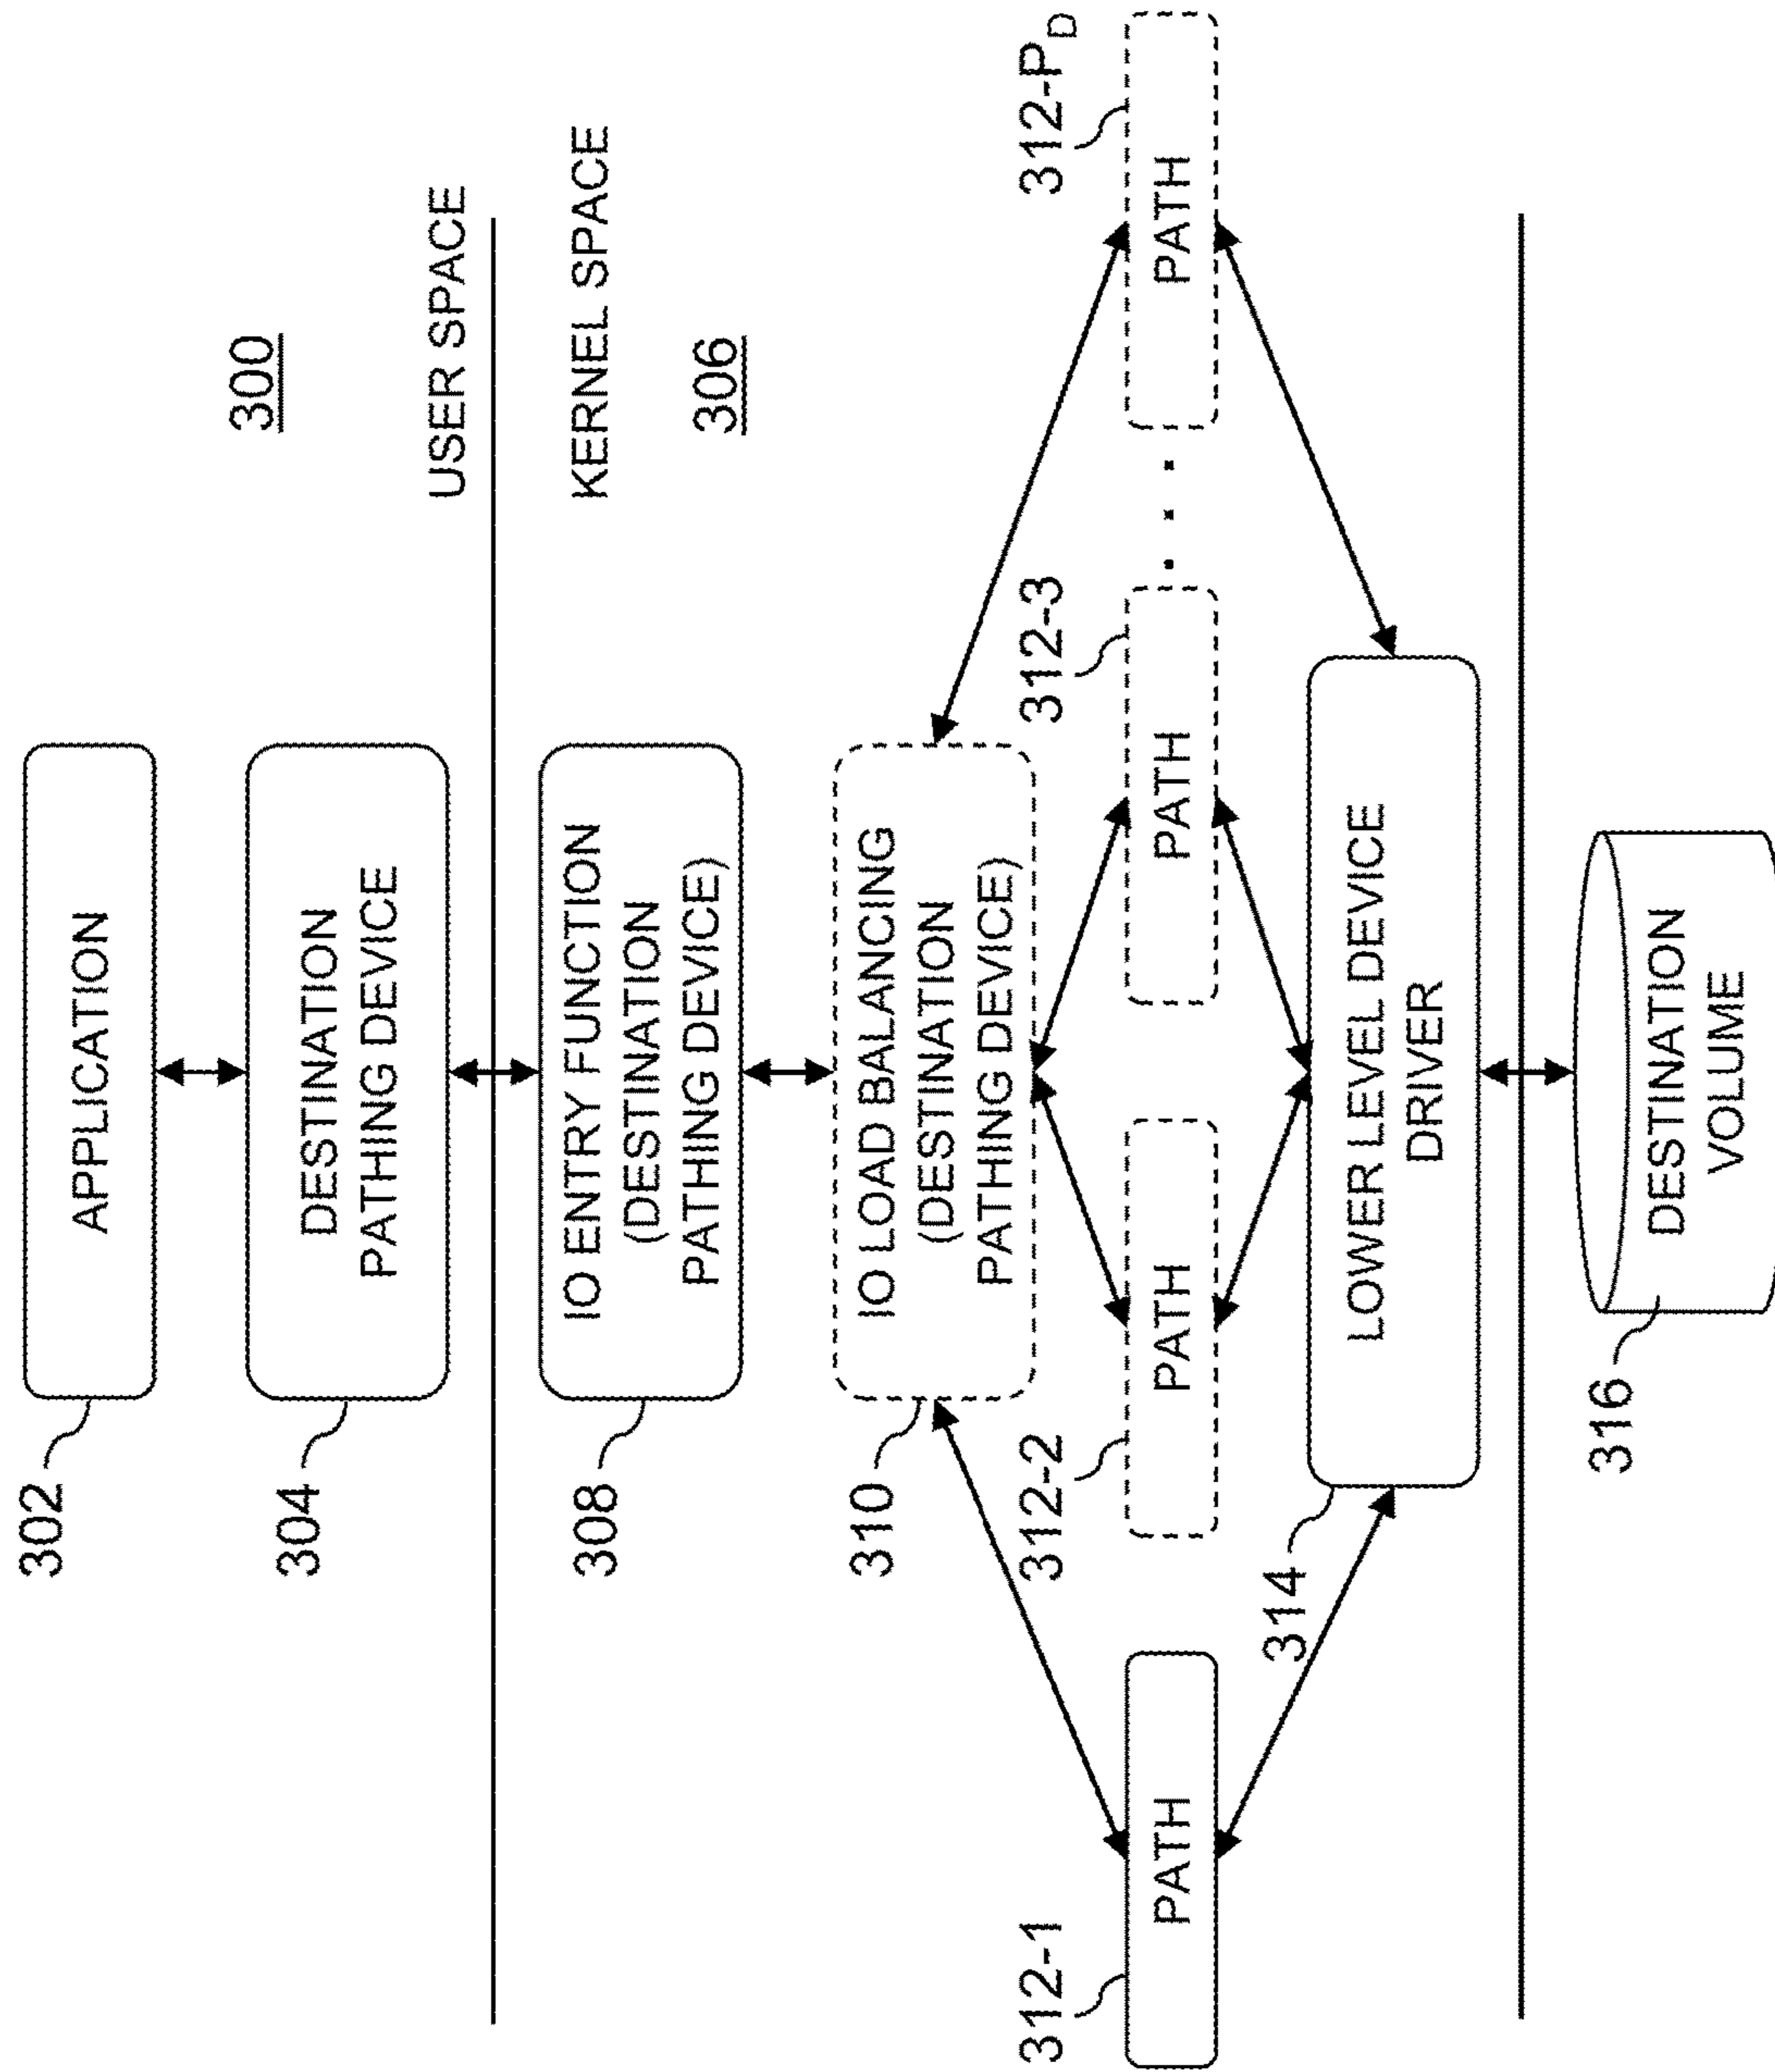 302
APPLICATION
300
304
DESTINATION
PATHING DEVICE
USER SPACE
KERNEL SPACE
306
308
IO ENTRY FUNCTION
(DESTINATION
PATHING DEVICE)
310
IO LOAD BALANCING
(DESTINATION
PATHING DEVICE)
312-1
PATH
312-2
PATH
312-3
PATH
. . .
312-P_D
PATH
314
LOWER LEVEL DEVICE
DRIVER
316
DESTINATION
VOLUME